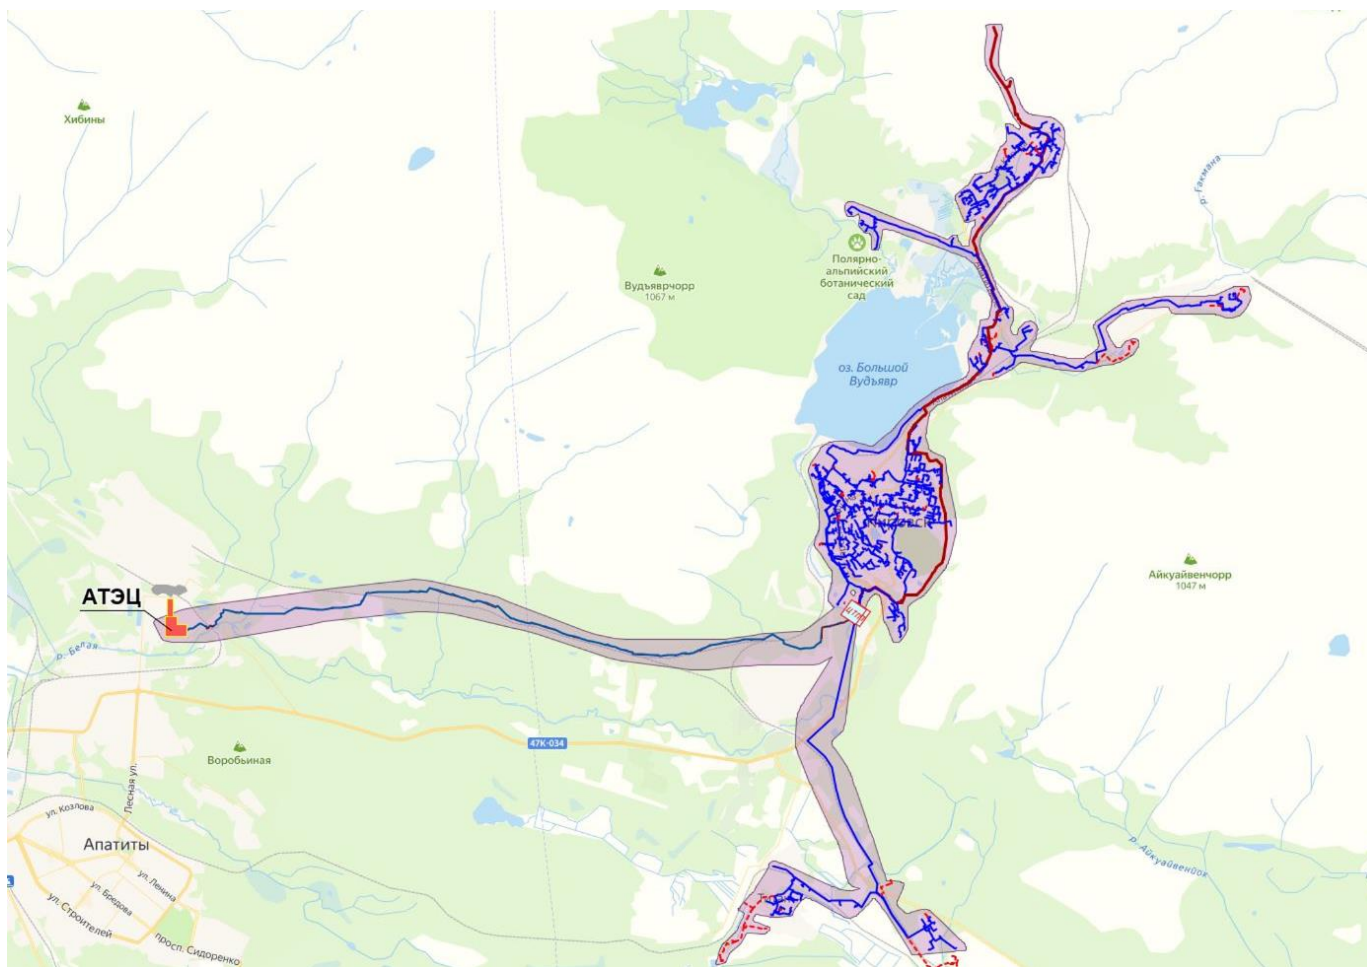 Хибины
р. Гакмана
Полярно-
альпийский
ботанический
сад
Вудъяврчорр
1067 м
оз. Большой
Вудъявр
Айкуайвенчорр
1047 м
АТЭЦ
р. Белая
47К-034
Воробьиная
Лесная ул.
ул. Козлова
Апатиты
ул. Ленина
ул. Бредова
ул. Строителей
просп. Сидоренко
р. Айкуайвенйок